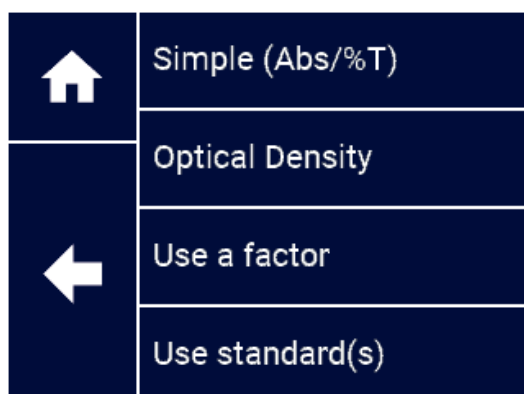 Simple (Abs/%T)
Optical Density
Use a factor
Use standard(s)